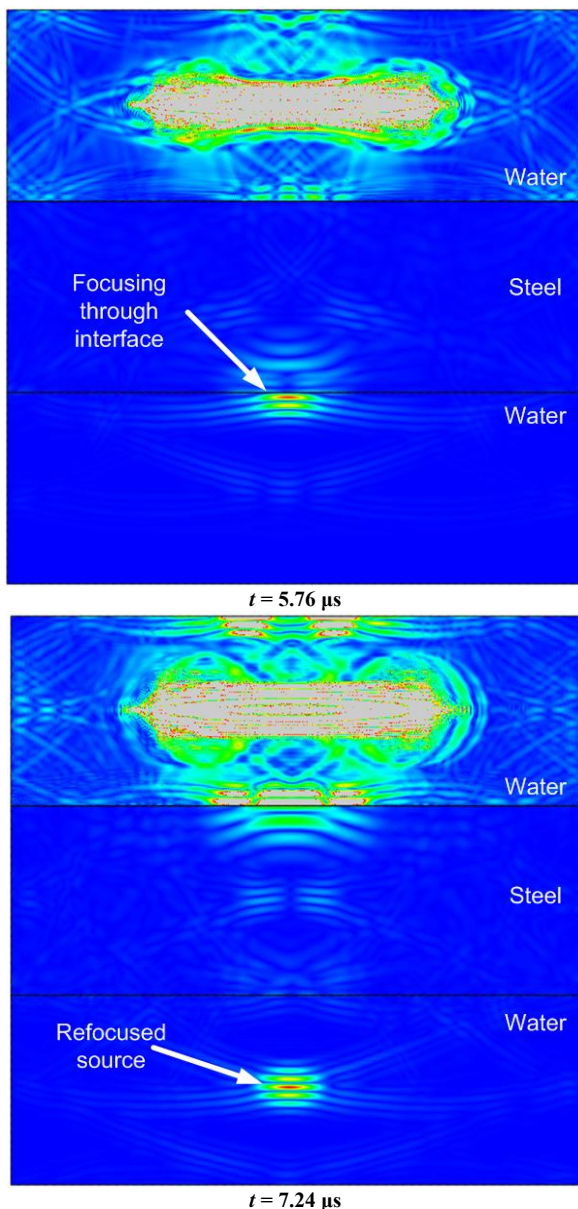 Water
Steel
Focusing
through
interface
Water
t = 5.76 µs
Water
Steel
Water
Refocused
source
t = 7.24 µs